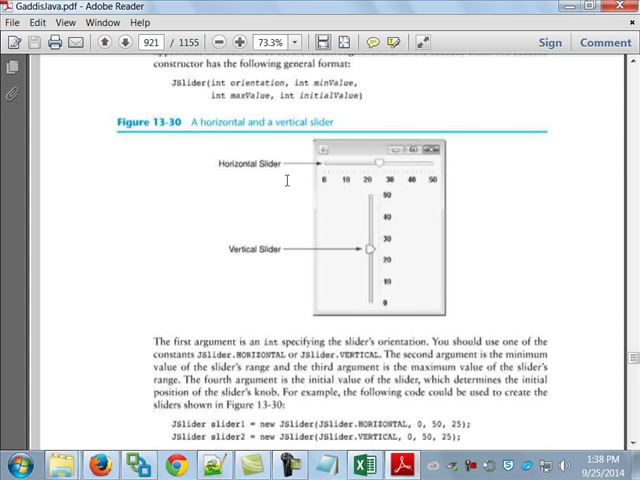 GaddisJava.pdf - Adobe Reader
File Edit View Window Help
921 / 1155 73.3% Sign Comment
constructor has the following general format:
JSlider(int orientation, int minValue,
int maxValue, int initialValue)
Figure 13-30 A horizontal and a vertical slider
Horizontal Slider
0 10 20 30 40 50
50
40
30
Vertical Slider
20
10
0
The first argument is an int specifying the slider's orientation. You should use one of the
constants JSlider.HORIZONTAL or JSlider.VERTICAL. The second argument is the minimum
value of the slider's range and the third argument is the maximum value of the slider's
range. The fourth argument is the initial value of the slider, which determines the initial
position of the slider's knob. For example, the following code could be used to create the
sliders shown in Figure 13-30:
JSlider slider1 = new JSlider(JSlider.HORIZONTAL, 0, 50, 25);
JSlider slider2 = new JSlider(JSlider.VERTICAL, 0, 50, 25);
1:38 PM
9/25/2014